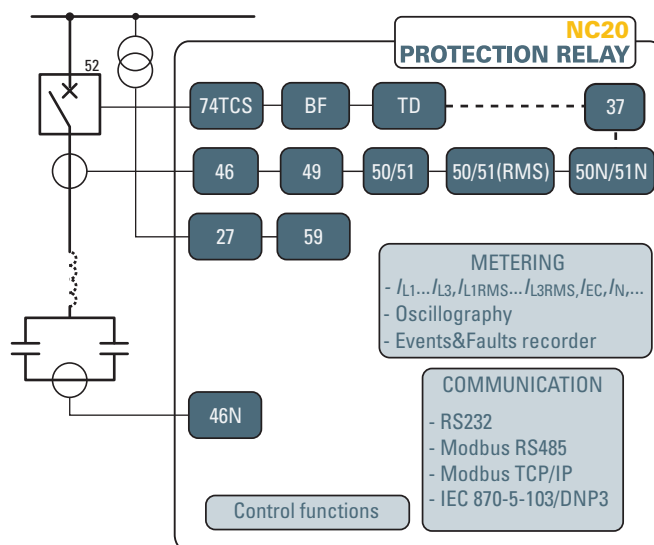 NC20
PROTECTION RELAY
52
74TCS BF TD 37
46 49 50/51 50/51(RMS) 50N/51N
27 59
METERING
- IL1...IL3, IL1RMS...IL3RMS, IEC, IN,...
- Oscillography
- Events&Faults recorder
COMMUNICATION
- RS232
- Modbus RS485
- Modbus TCP/IP
- IEC 870-5-103/DNP3
46N
Control functions